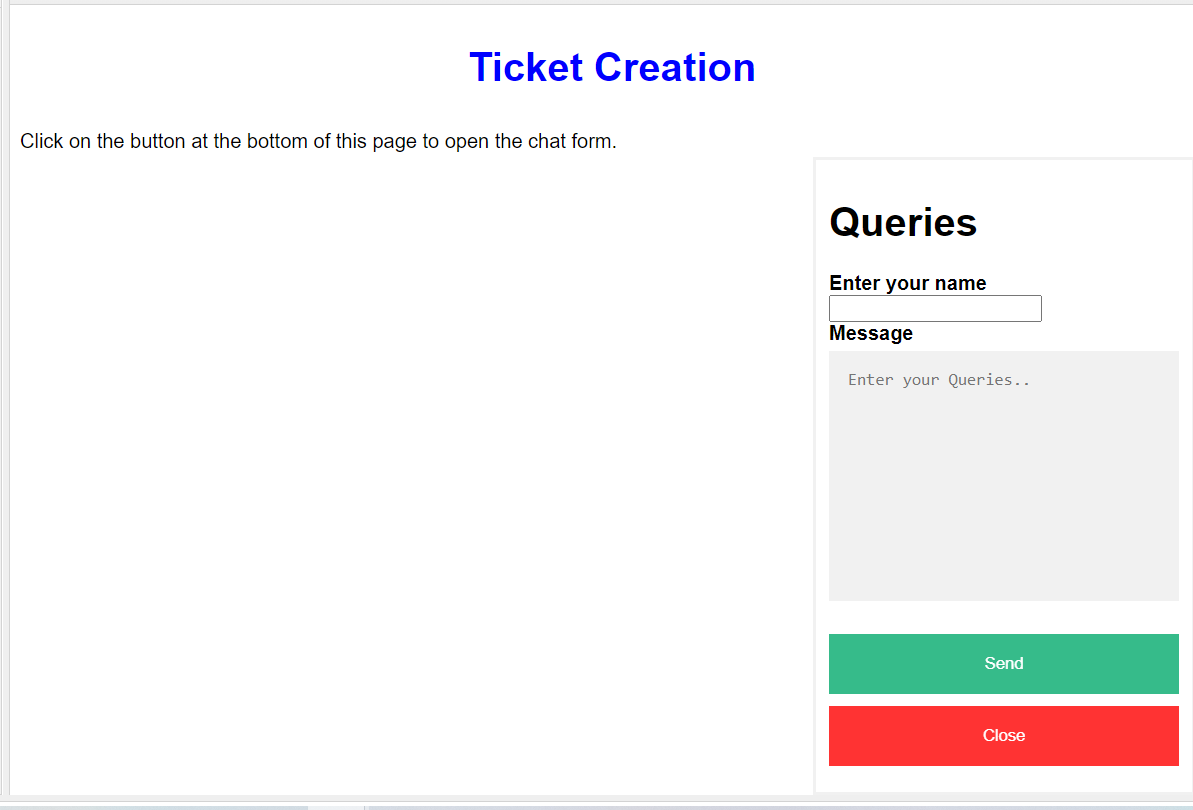 Ticket Creation
Click on the button at the bottom of this page to open the chat form.
Queries
Enter your name
Message
Enter your Queries..
Send
Close